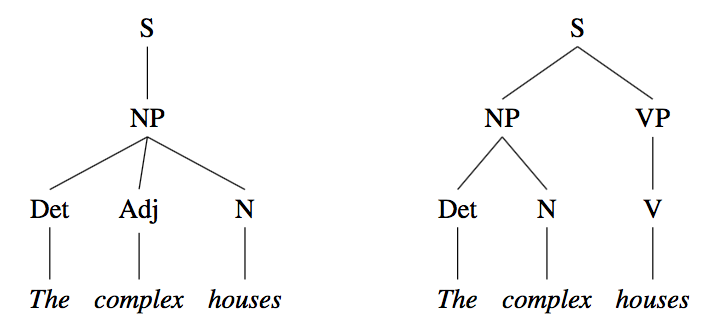 S S
NP NP VP
Det Adj N Det N V
The complex houses The complex houses